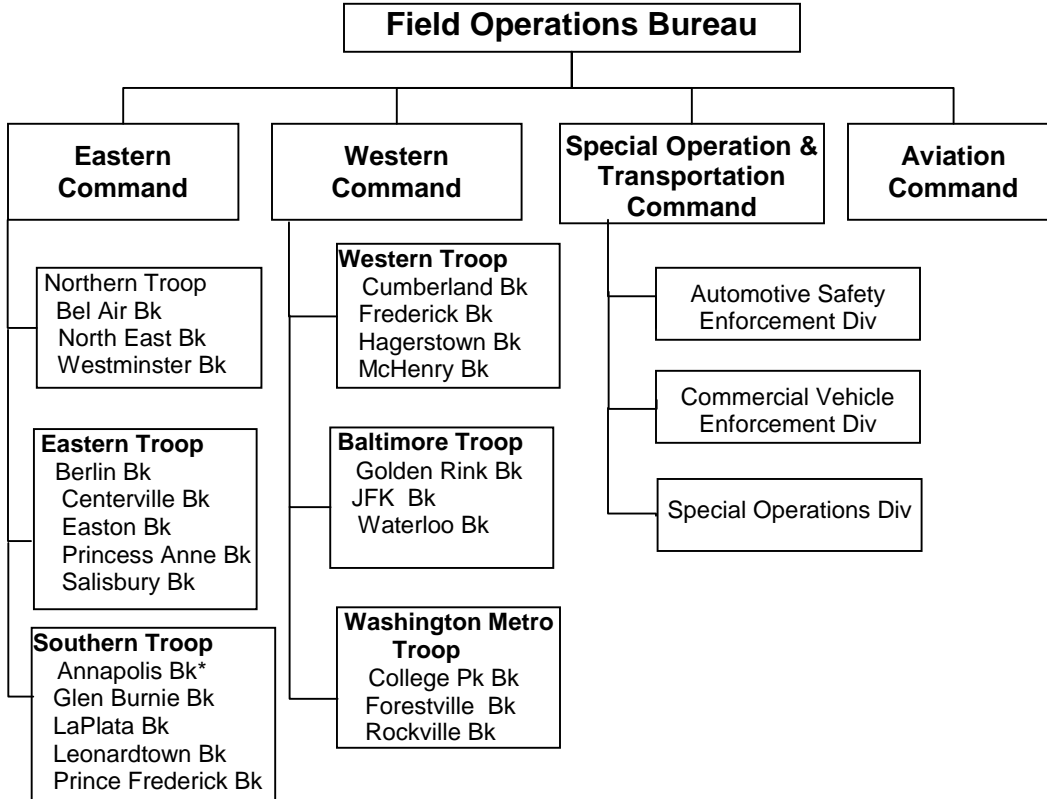 Field Operations Bureau
Eastern
Command
Western
Command
Special Operation &
Transportation
Command
Aviation
Command
Northern Troop
Bel Air Bk
North East Bk
Westminster Bk
Eastern Troop
Berlin Bk
Centerville Bk
Easton Bk
Princess Anne Bk
Salisbury Bk
Southern Troop
Annapolis Bk*
Glen Burnie Bk
LaPlata Bk
Leonardtown Bk
Prince Frederick Bk
Western Troop
Cumberland Bk
Frederick Bk
Hagerstown Bk
McHenry Bk
Baltimore Troop
Golden Rink Bk
JFK Bk
Waterloo Bk
Washington Metro
Troop
College Pk Bk
Forestville Bk
Rockville Bk
Automotive Safety
Enforcement Div
Commercial Vehicle
Enforcement Div
Special Operations Div